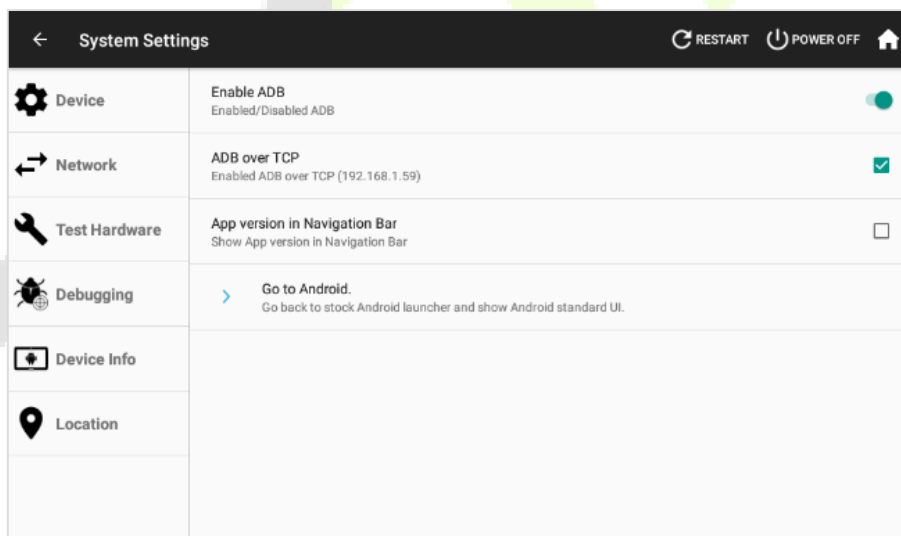 System Settings
RESTART
POWER OFF
Device
Network
Test Hardware
Debugging
Device Info
Location
Enable ADB
Enabled/Disabled ADB
ADB over TCP
Enabled ADB over TCP (192.168.1.59)
App version in Navigation Bar
Show App version in Navigation Bar
Go to Android.
Go back to stock Android launcher and show Android standard UI.